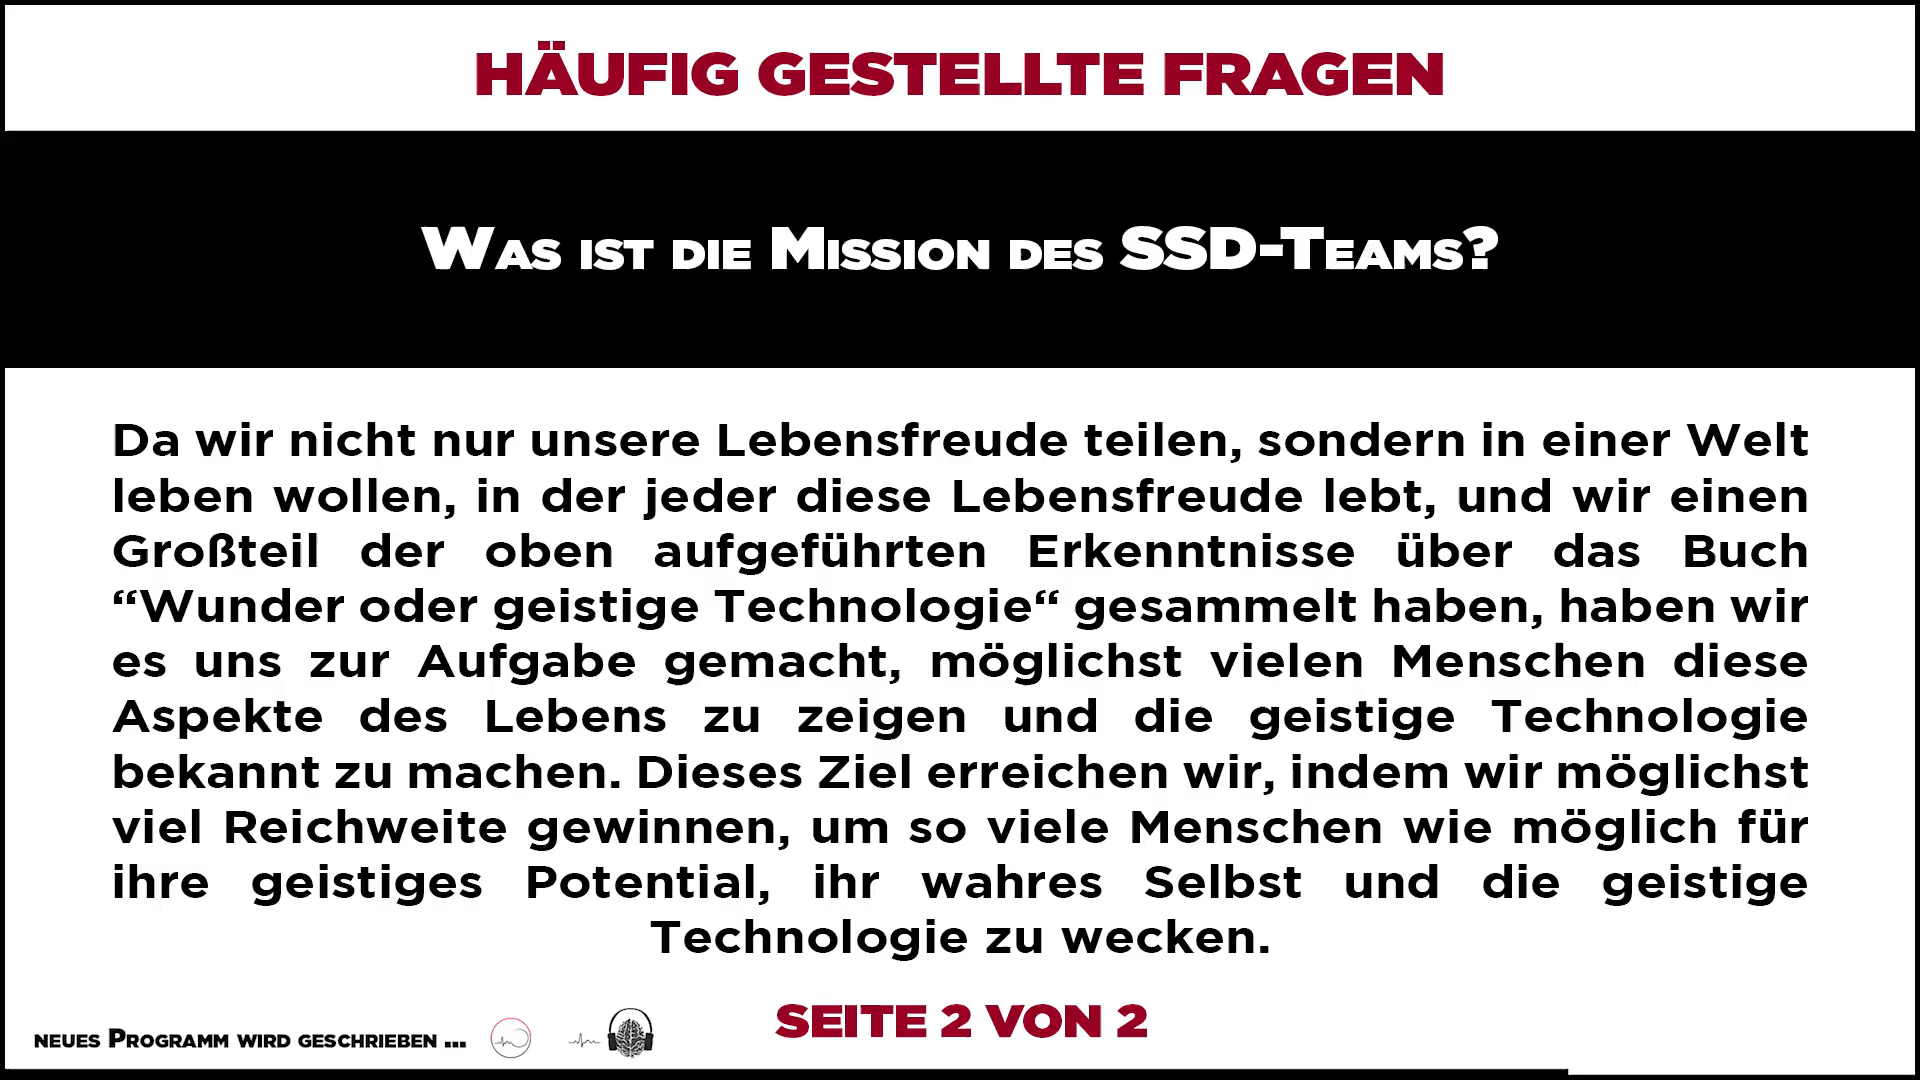 HÄUFIG GESTELLTE FRAGEN
Was ist die Mission des SSD-Teams?
Da wir nicht nur unsere Lebensfreude teilen, sondern in einer Welt
leben wollen, in der jeder diese Lebensfreude lebt, und wir einen
Großteil der oben aufgeführten Erkenntnisse über das Buch
“Wunder oder geistige Technologie“ gesammelt haben, haben wir
es uns zur Aufgabe gemacht, möglichst vielen Menschen diese
Aspekte des Lebens zu zeigen und die geistige Technologie
bekannt zu machen. Dieses Ziel erreichen wir, indem wir möglichst
viel Reichweite gewinnen, um so viele Menschen wie möglich für
ihre geistiges Potential, ihr wahres Selbst und die geistige
Technologie zu wecken.
SEITE 2 VON 2
neues Programm wird geschrieben ...